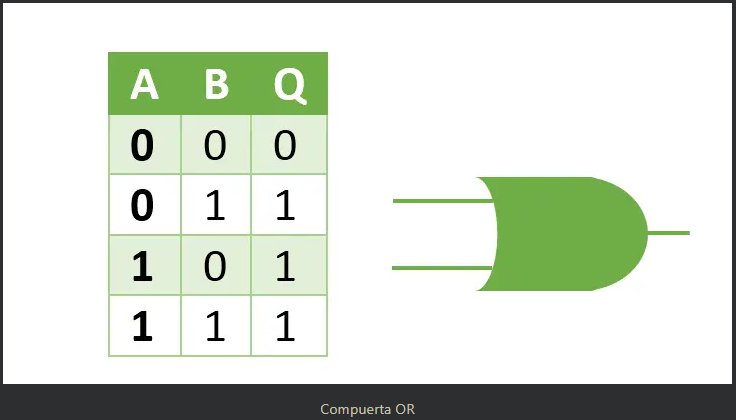 A B Q
0 0 0
0 1 1
1 0 1
1 1 1
Compuerta OR